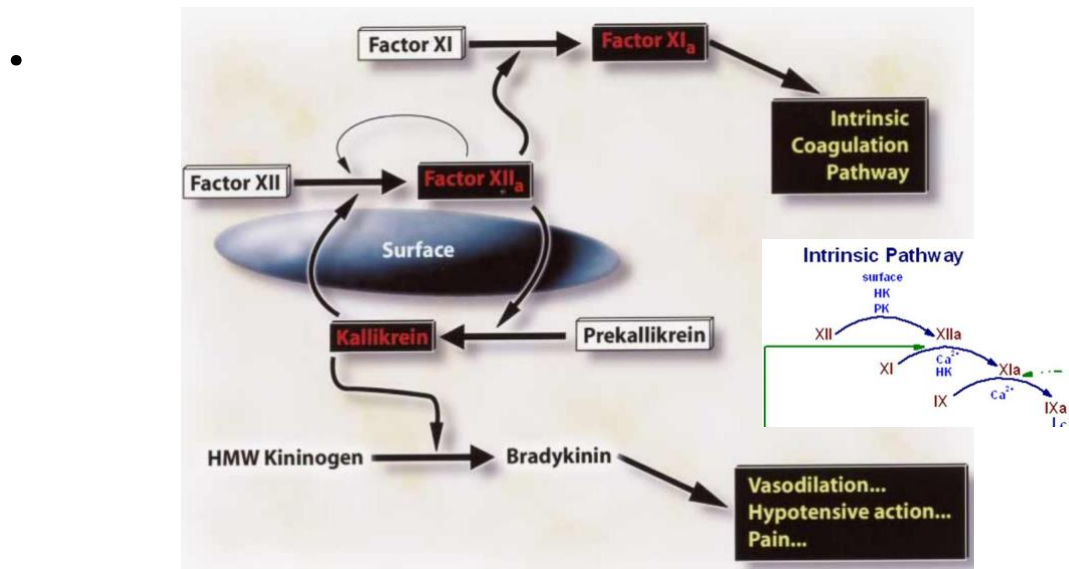 •
Factor XI
Factor XIa
Intrinsic
Coagulation
Pathway
Factor XII
Factor XIIa
Surface
Kallikrein
Prekallikrein
HMW Kininogen
Bradykinin
Vasodilation...
Hypotensive action...
Pain...
Intrinsic Pathway
surface
HK
PK
XII
XIIa
XI
Ca²⁺
HK
XIa
IX
Ca²⁺
IXa